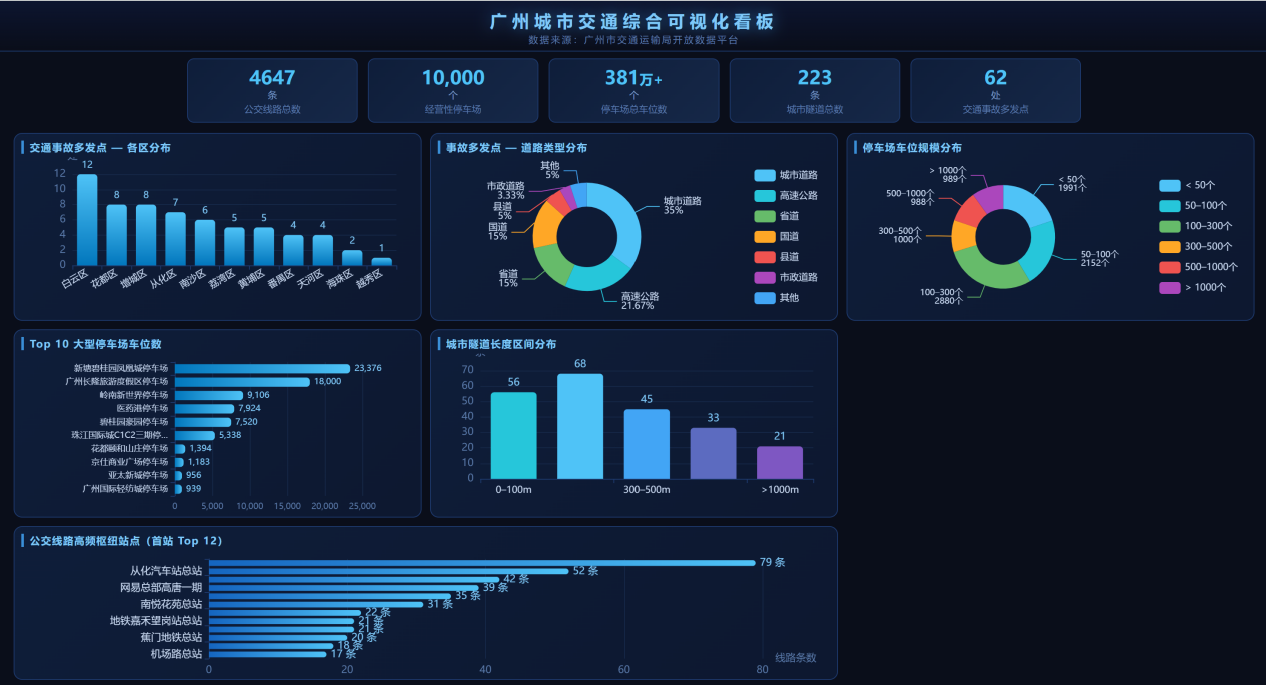 广州城市交通综合可视化看板
数据来源：广州市交通运输局开放数据平台
4647
条
公交线路总数
10,000
个
经营性停车场
381万+
个
停车场总车位数
223
条
城市隧道总数
62
处
交通事故多发点
交通事故多发点 — 各区分布
12
10
8
6
4
2
0
12
8
8
7
6
5
5
4
4
2
1
白云区
花都区
增城区
从化区
南沙区
荔湾区
黄埔区
番禺区
天河区
海珠区
越秀区
事故多发点 — 道路类型分布
其他
5%
市政道路
3.33%
县道
5%
国道
15%
省道
15%
高速公路
21.67%
城市道路
35%
城市道路
高速公路
省道
国道
县道
市政道路
其他
停车场车位规模分布
> 1000个
989个
500–1000个
988个
300–500个
1000个
100–300个
2880个
50–100个
2152个
< 50个
1991个
< 50个
50–100个
100–300个
300–500个
500–1000个
> 1000个
Top 10 大型停车场车位数
新塘碧桂园凤凰城停车场 23,376
广州长隆旅游度假区停车场 18,000
岭南新世界停车场 9,106
医药港停车场 7,924
碧桂园豪园停车场 7,520
珠江国际城C1C2三期停... 5,338
花都颐和山庄停车场 1,394
京仕商业广场停车场 1,183
亚太新城停车场 956
广州国际轻纺城停车场 939
0 5,000 10,000 15,000 20,000 25,000
城市隧道长度区间分布
70
60
50
40
30
20
10
0
56
68
45
33
21
0–100m 300–500m >1000m
公交线路高频枢纽站点（首站 Top 12）
79 条
从化汽车站总站 52 条
42 条
网易总部高唐一期 39 条
35 条
南悦花苑总站 31 条
22 条
地铁嘉禾望岗站总站 21 条
21 条
蕉门地铁总站 20 条
18 条
机场路总站 17 条
线路条数
0 20 40 60 80